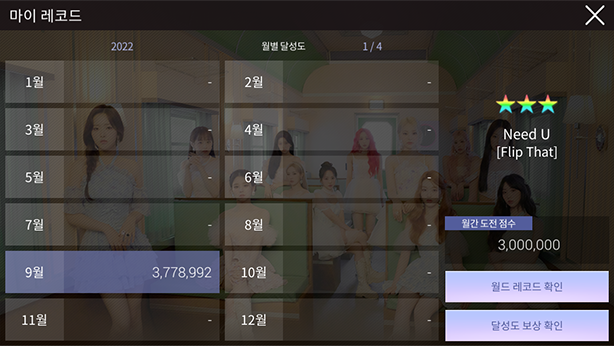 마이 레코드
2022 월별 달성도 1 / 4
1월 - 2월 -
3월 - 4월 -
5월 - 6월 -
7월 - 8월 -
9월 3,778,992 10월 -
11월 - 12월 -
Need U
[Flip That]
월간 도전 점수
3,000,000
월드 레코드 확인
달성도 보상 확인